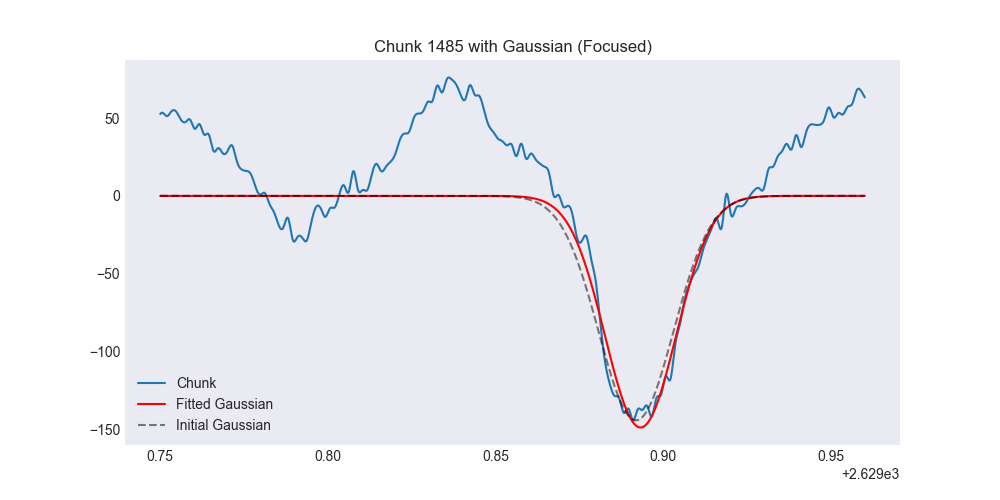 Chunk 1485 with Gaussian (Focused)
50
0
−50
−100
−150
Chunk
Fitted Gaussian
Initial Gaussian
0.75 0.80 0.85 0.90 0.95
+2.629e3